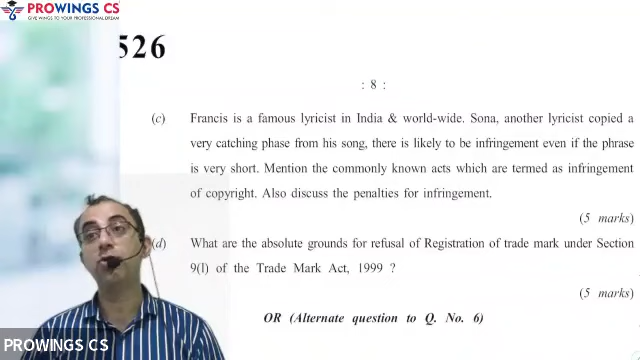 PROWINGS CS
GIVE WINGS TO YOUR PROFESSIONAL DREAM
526
: 8 :
(c) Francis is a famous lyricist in India & world-wide. Sona, another lyricist copied a
very catching phase from his song, there is likely to be infringement even if the phrase
is very short. Mention the commonly known acts which are termed as infringement
of copyright. Also discuss the penalties for infringement.
(5 marks)
(d) What are the absolute grounds for refusal of Registration of trade mark under Section
9(l) of the Trade Mark Act, 1999 ?
(5 marks)
OR (Alternate question to Q. No. 6)
PROWINGS CS